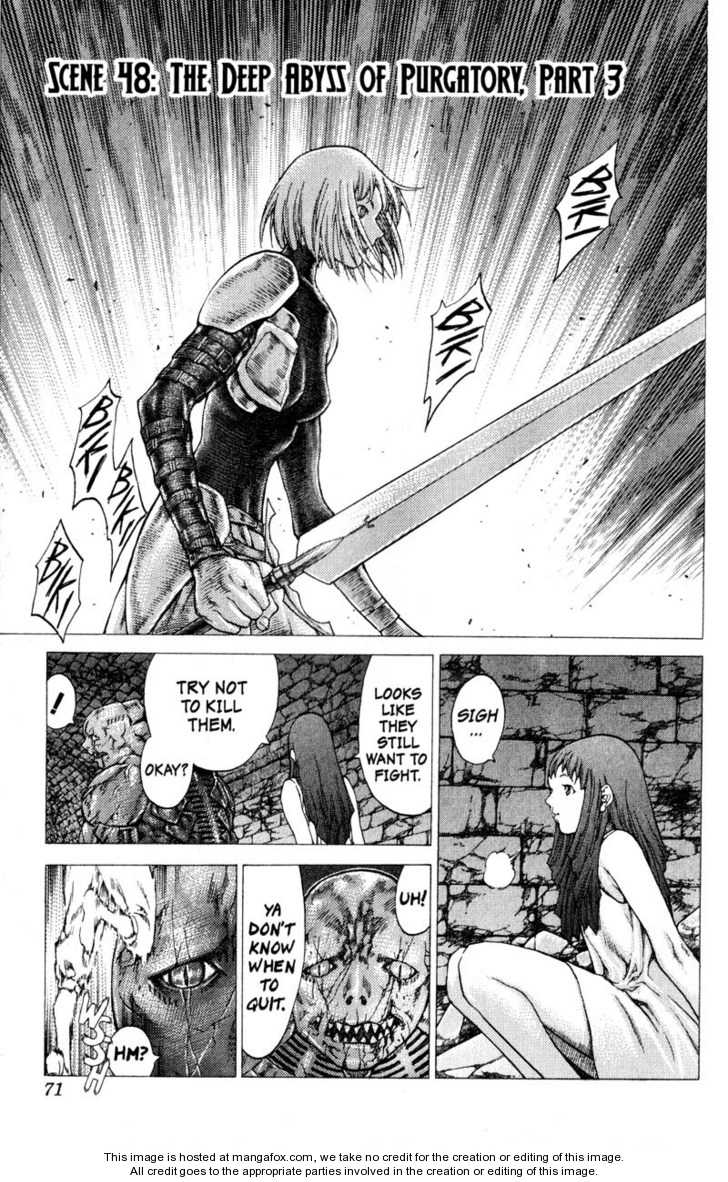 SCENE 48: THE DEEP ABYSS OF PURGATORY, PART 3
BIKI
BIKI
BIKI
BIKI
BIKI
SIGH
...
LOOKS
LIKE
THEY
STILL
WANT TO
FIGHT.
TRY NOT
TO KILL
THEM.
OKAY?
!
UH!
YA
DON'T
KNOW
WHEN
TO
QUIT.
HM?
71
This image is hosted at mangafox.com, we take no credit for the creation or editing of this image.
All credit goes to the appropriate parties involved in the creation or editing of this image.